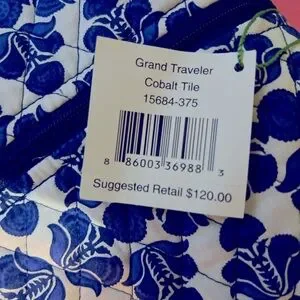 Grand Traveler
Cobalt Tile
15684-375
8 86003 36988 3
Suggested Retail $120.00